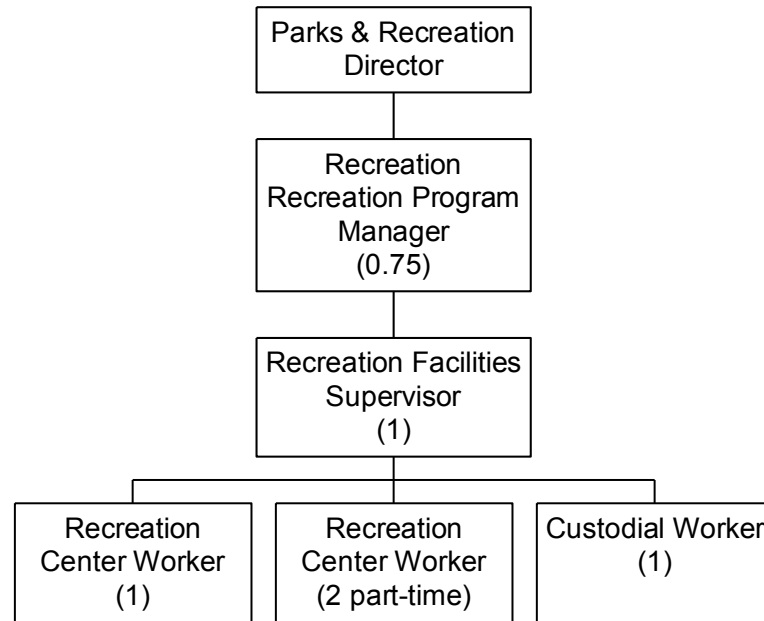 Parks & Recreation
Director
Recreation
Recreation Program
Manager
(0.75)
Recreation Facilities
Supervisor
(1)
Recreation
Center Worker
(1)
Recreation
Center Worker
(2 part-time)
Custodial Worker
(1)